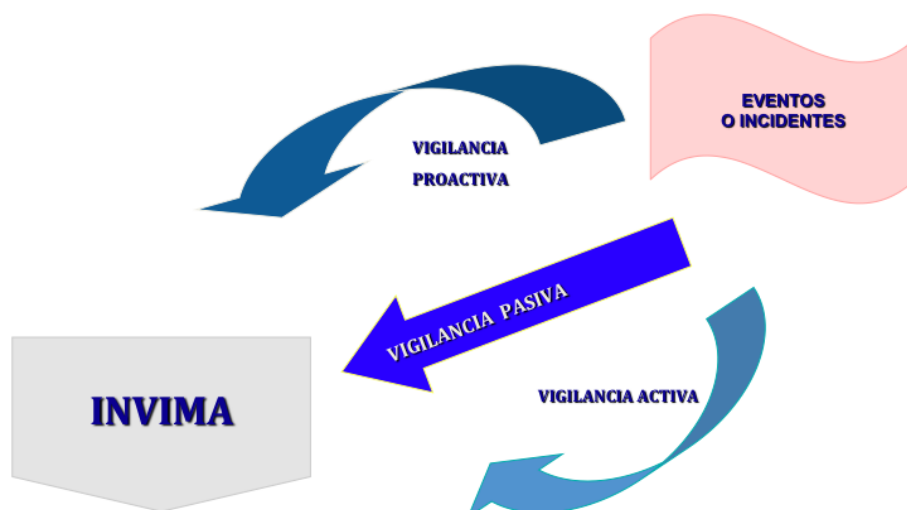 EVENTOS
O INCIDENTES
VIGILANCIA
PROACTIVA
VIGILANCIA PASIVA
VIGILANCIA ACTIVA
INVIMA